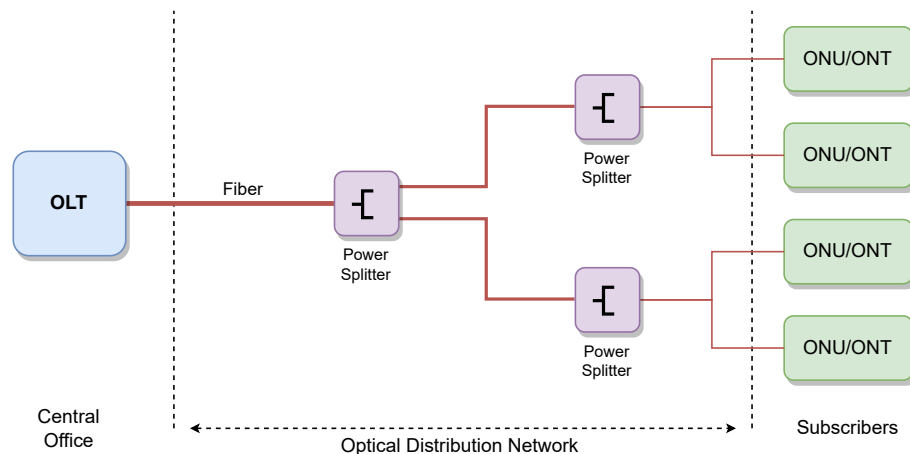 ONU/ONT
Power
Splitter
ONU/ONT
OLT
Fiber
Power
Splitter
ONU/ONT
Power
Splitter
ONU/ONT
Central
Office
Optical Distribution Network
Subscribers